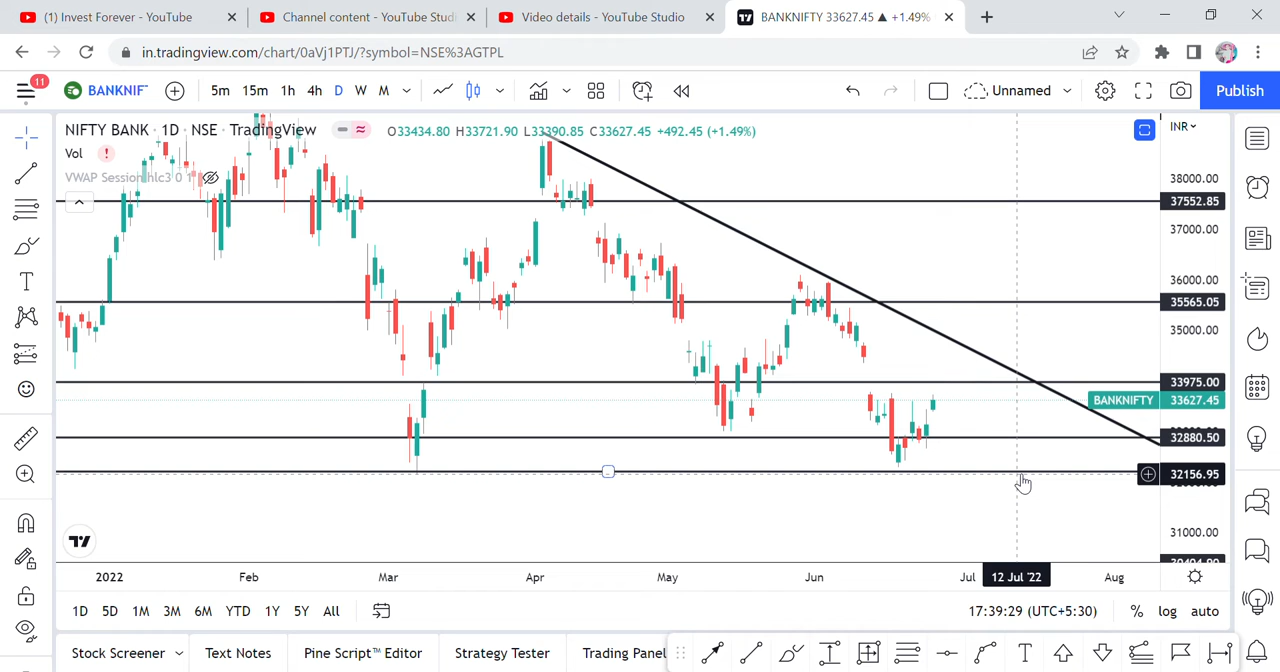 (1) Invest Forever - YouTube
Channel content - YouTube Studi
Video details - YouTube Studio
BANKNIFTY 33627.45 ▲ +1.49%
in.tradingview.com/chart/0aVj1PTJ/?symbol=NSE%3AGTPL
11
BANKNIF
5m 15m 1h 4h D W M
Unnamed
Publish
NIFTY BANK · 1D · NSE · TradingView
O33434.80 H33721.90 L33390.85 C33627.45 +492.45 (+1.49%)
INR
Vol
VWAP Session hlc3 0 1
38000.00
37552.85
37000.00
36000.00
35565.05
35000.00
33975.00
BANKNIFTY 33627.45
32880.50
32156.95
31000.00
2022 Feb Mar Apr May Jun Jul 12 Jul '22 Aug
1D 5D 1M 3M 6M YTD 1Y 5Y All
17:39:29 (UTC+5:30)
% log auto
Stock Screener
Text Notes
Pine Script™ Editor
Strategy Tester
Trading Panel